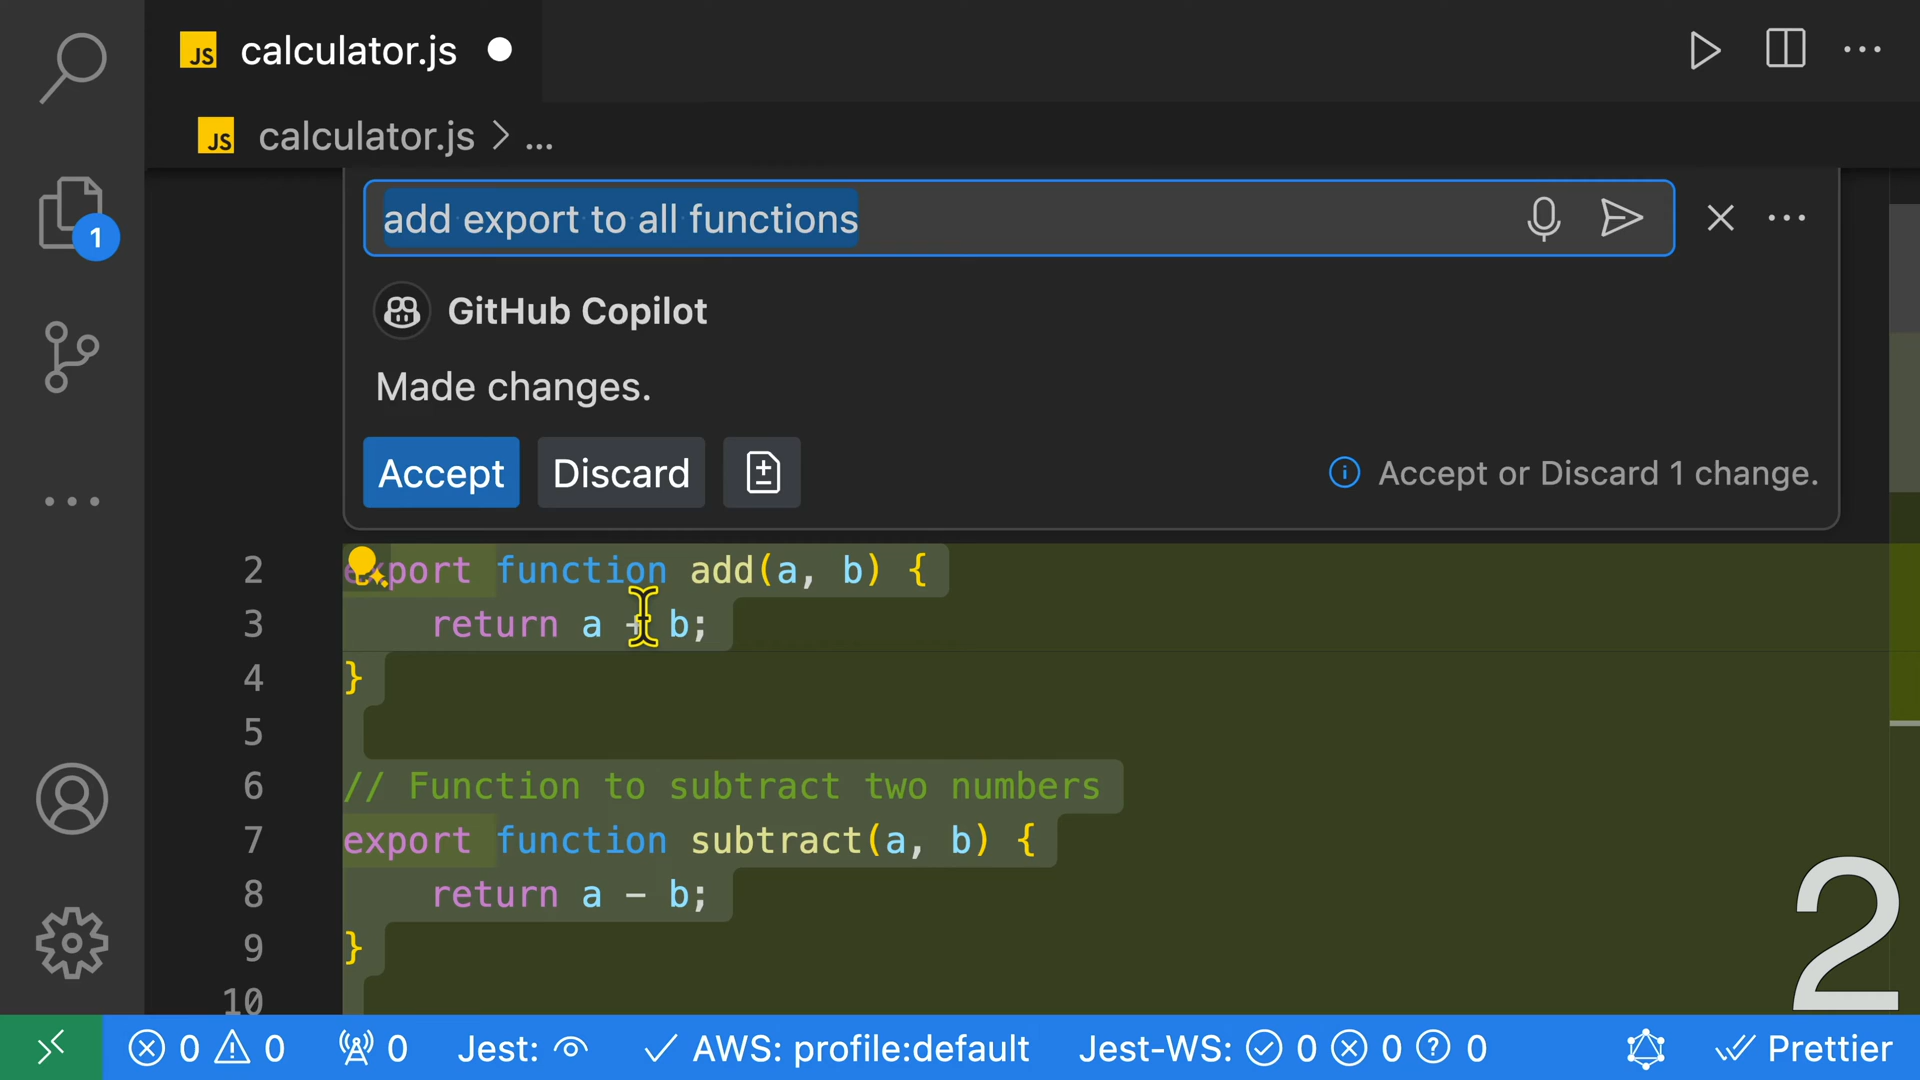 JS calculator.js
JS calculator.js > ...
add export to all functions
GitHub Copilot
Made changes.
Accept Discard Accept or Discard 1 change.
1
2 export function add(a, b) {
3 return a + b;
4 }
5
6 // Function to subtract two numbers
7 export function subtract(a, b) {
8 return a - b;
9 }
10
2
0 0 0 Jest: AWS: profile:default Jest-WS: 0 0 0 Prettier